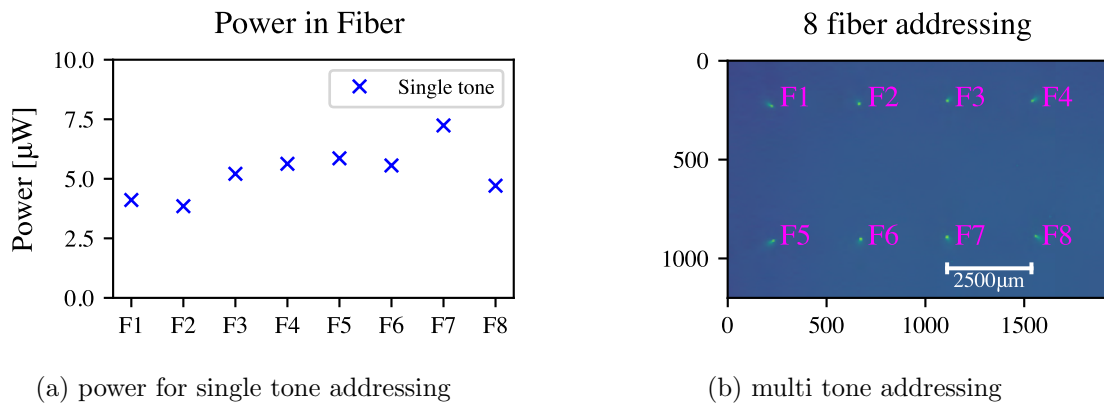 Power in Fiber
Power [µW]
10.0
7.5
5.0
2.5
0.0
Single tone
F1 F2 F3 F4 F5 F6 F7 F8
(a) power for single tone addressing
8 fiber addressing
0
500
1000
F1 F2 F3 F4
F5 F6 F7 F8
2500µm
0 500 1000 1500
(b) multi tone addressing